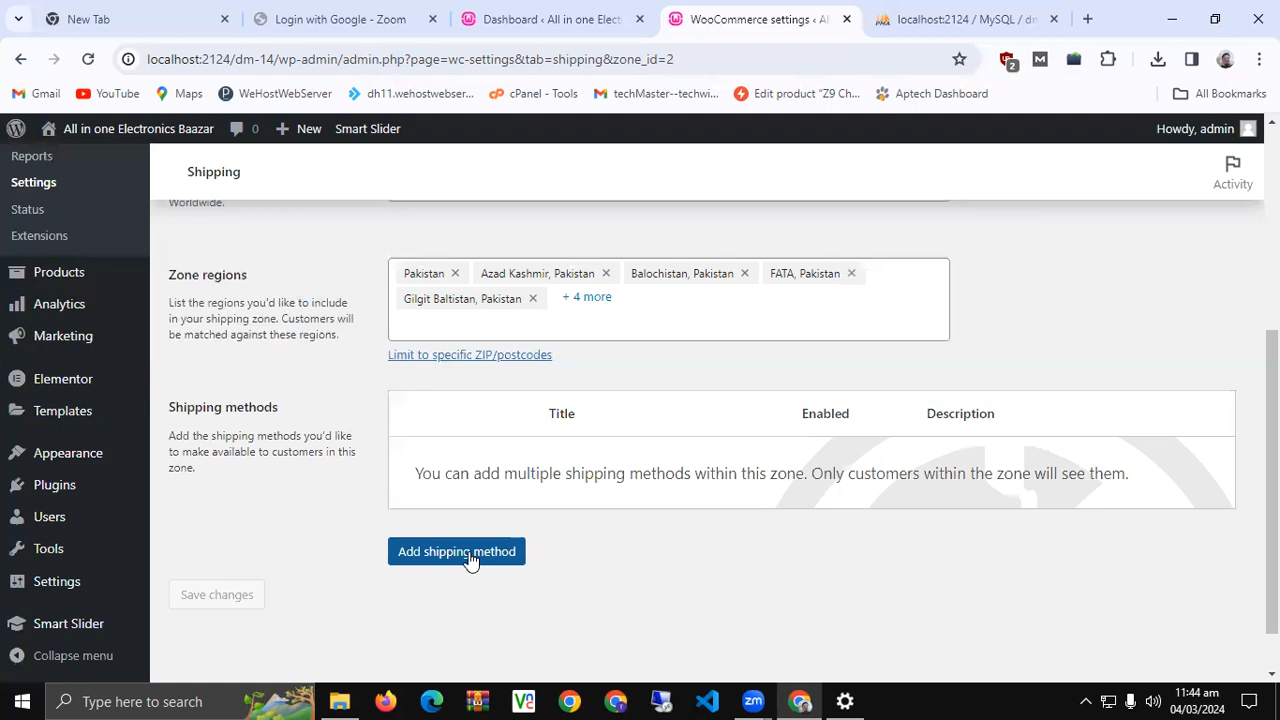 New Tab
Login with Google - Zoom
Dashboard ‹ All in one Elect
WooCommerce settings ‹ Al
localhost:2124 / MySQL / dm
localhost:2124/dm-14/wp-admin/admin.php?page=wc-settings&tab=shipping&zone_id=2
2
Gmail
YouTube
Maps
WeHostWebServer
dh11.wehostwebser...
cPanel - Tools
techMaster--techwi...
Edit product "Z9 Ch...
Aptech Dashboard
All Bookmarks
All in one Electronics Baazar
0
New
Smart Slider
Howdy, admin
Reports
Settings
Status
Extensions
Products
Analytics
Marketing
Elementor
Templates
Appearance
Plugins
Users
Tools
Settings
Smart Slider
Collapse menu
Shipping
Activity
Worldwide.
Zone regions
List the regions you'd like to include
in your shipping zone. Customers will
be matched against these regions.
Pakistan × Azad Kashmir, Pakistan × Balochistan, Pakistan × FATA, Pakistan ×
Gilgit Baltistan, Pakistan × + 4 more
Limit to specific ZIP/postcodes
Shipping methods
Add the shipping methods you'd like
to make available to customers in this
zone.
Title Enabled Description
You can add multiple shipping methods within this zone. Only customers within the zone will see them.
Add shipping method
Save changes
Type here to search
zm
11:44 am
04/03/2024